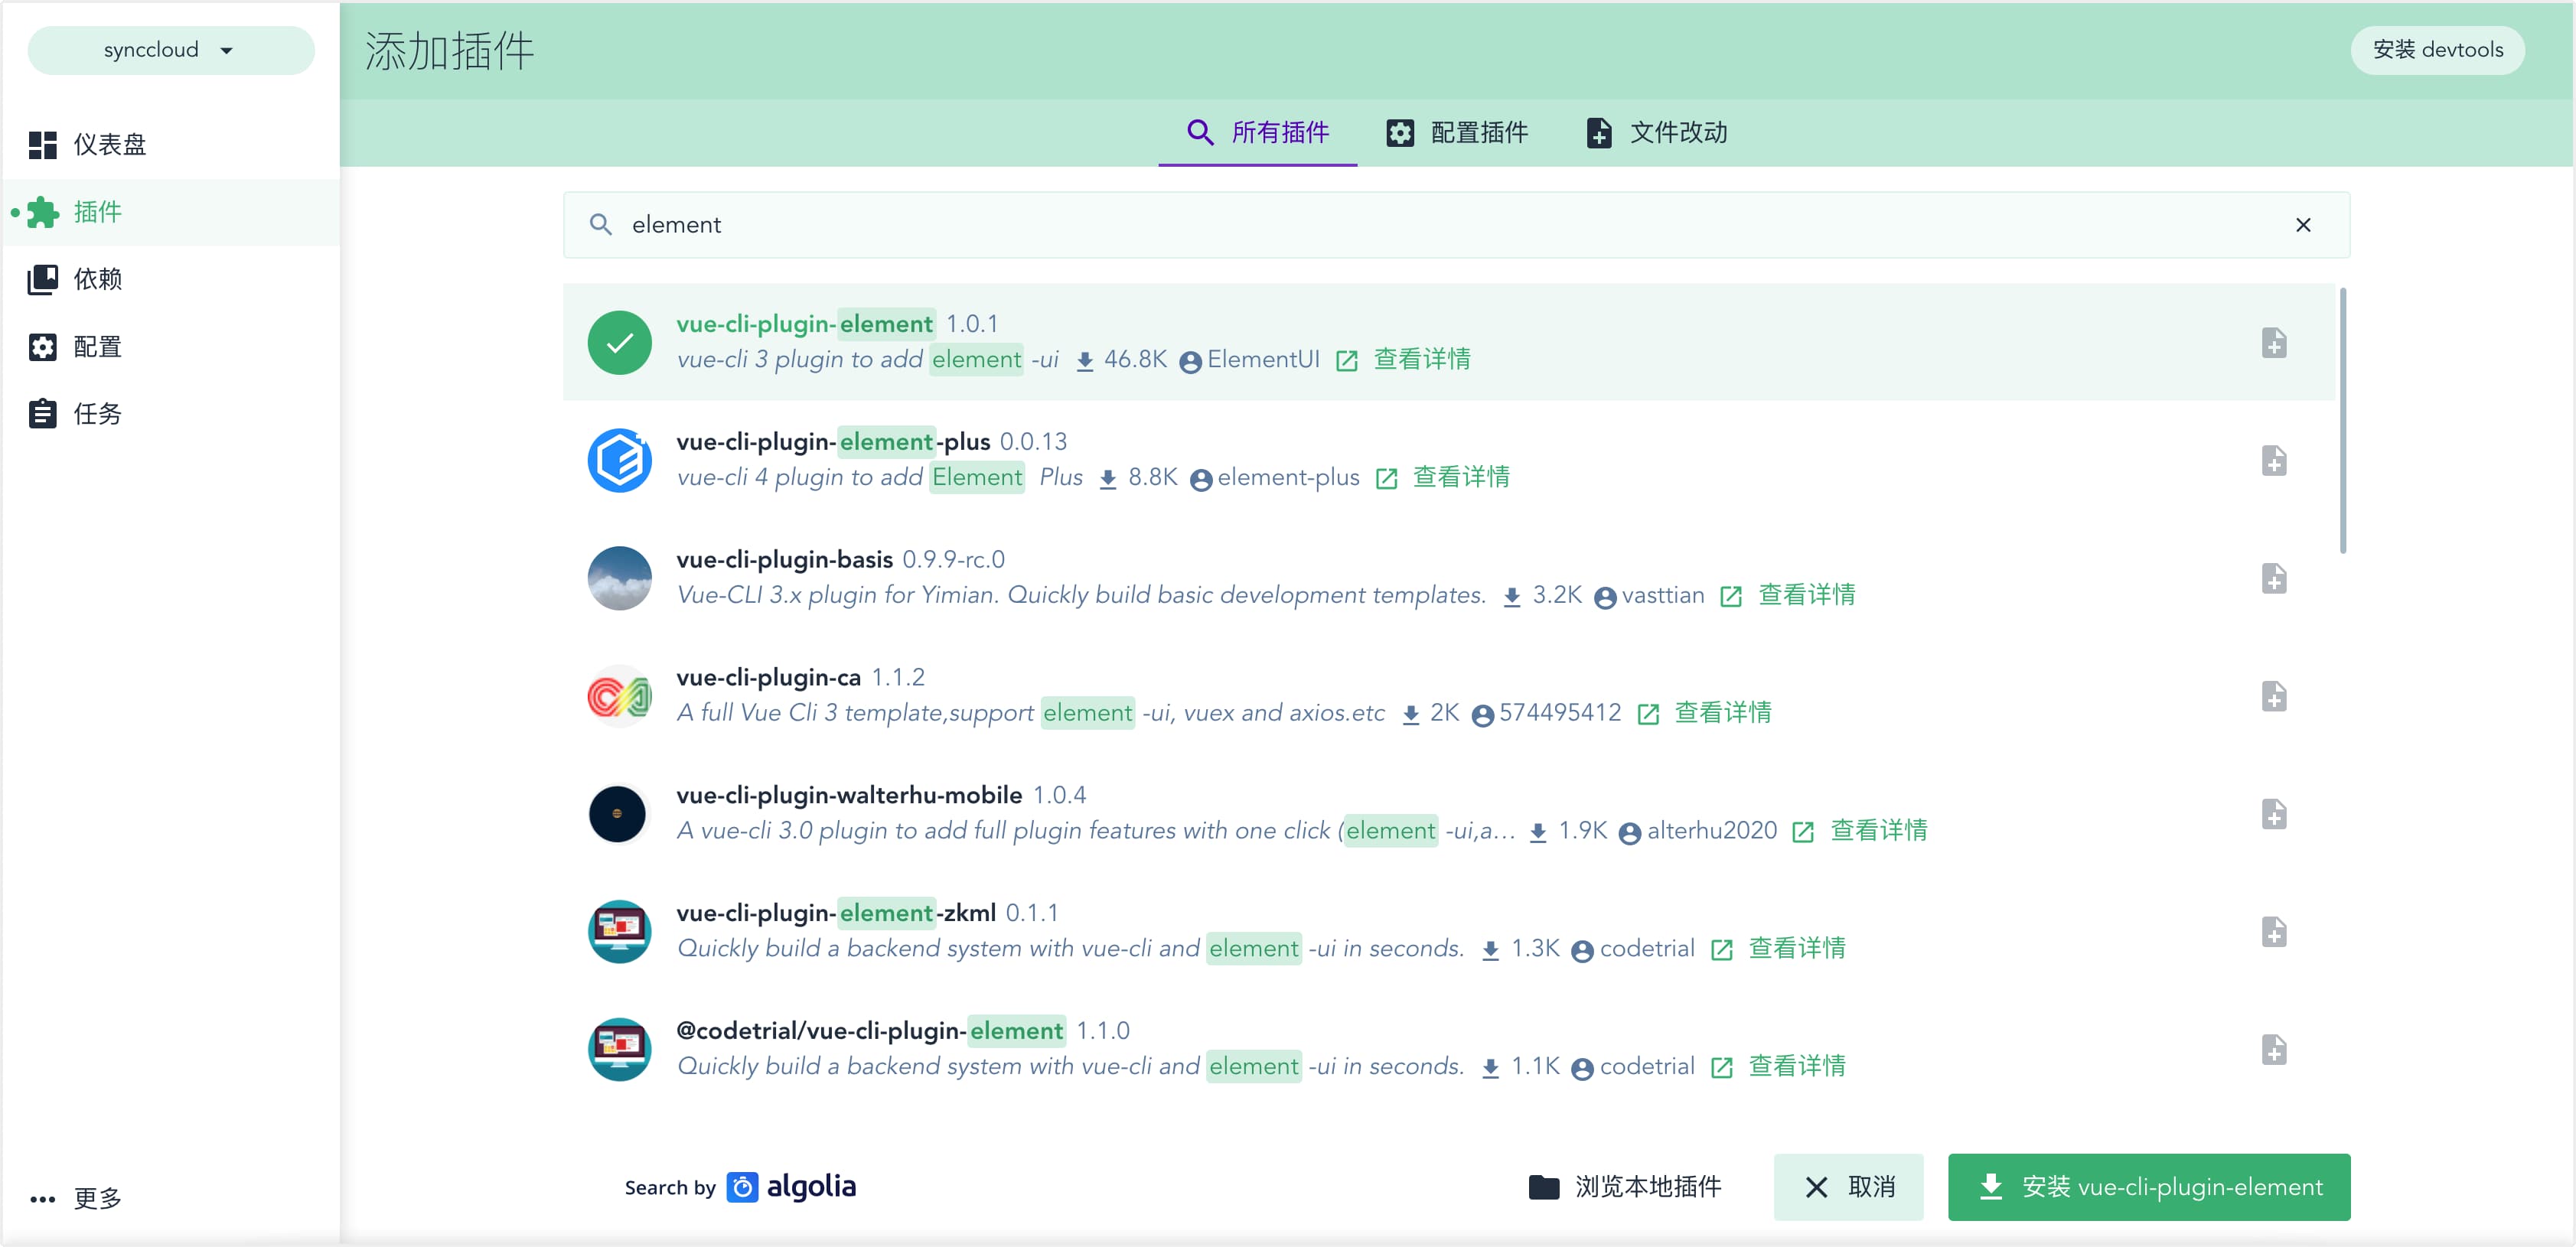 synccloud
添加插件
安装 devtools
仪表盘
插件
依赖
配置
任务
更多
所有插件
配置插件
文件改动
element
vue-cli-plugin-element 1.0.1
vue-cli 3 plugin to add element -ui 46.8K ElementUI 查看详情
vue-cli-plugin-element-plus 0.0.13
vue-cli 4 plugin to add Element Plus 8.8K element-plus 查看详情
vue-cli-plugin-basis 0.9.9-rc.0
Vue-CLI 3.x plugin for Yimian. Quickly build basic development templates. 3.2K vasttian 查看详情
vue-cli-plugin-ca 1.1.2
A full Vue Cli 3 template,support element -ui, vuex and axios.etc 2K 574495412 查看详情
vue-cli-plugin-walterhu-mobile 1.0.4
A vue-cli 3.0 plugin to add full plugin features with one click (element -ui,a... 1.9K alterhu2020 查看详情
vue-cli-plugin-element-zkml 0.1.1
Quickly build a backend system with vue-cli and element -ui in seconds. 1.3K codetrial 查看详情
@codetrial/vue-cli-plugin-element 1.1.0
Quickly build a backend system with vue-cli and element -ui in seconds. 1.1K codetrial 查看详情
Search by algolia
浏览本地插件
取消
安装 vue-cli-plugin-element